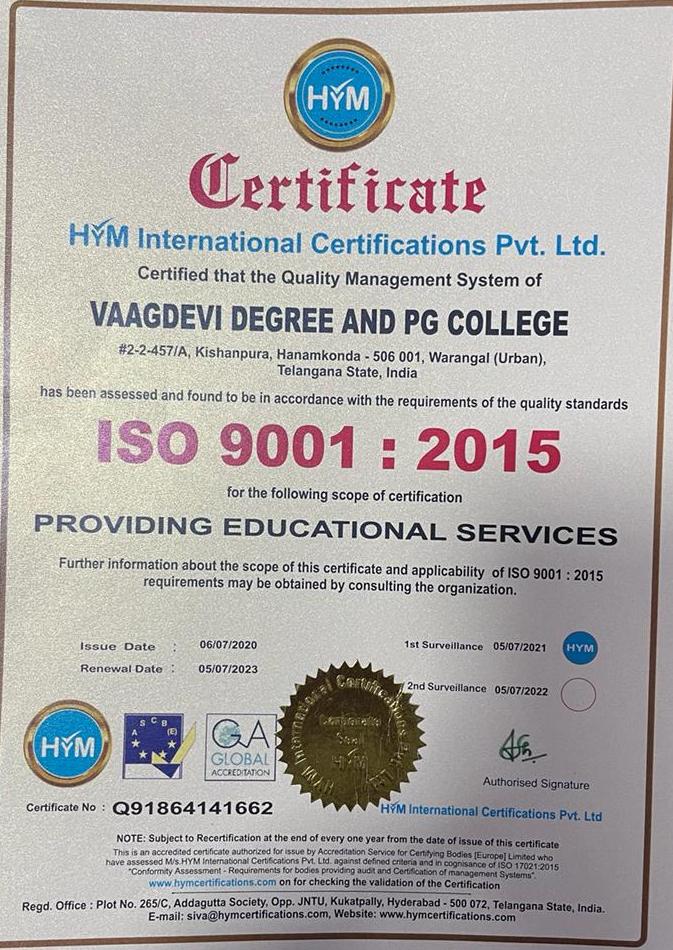 HYM
Certificate
HYM International Certifications Pvt. Ltd.
Certified that the Quality Management System of
VAAGDEVI DEGREE AND PG COLLEGE
#2-2-457/A, Kishanpura, Hanamkonda - 506 001, Warangal (Urban),
Telangana State, India
has been assessed and found to be in accordance with the requirements of the quality standards
ISO 9001 : 2015
for the following scope of certification
PROVIDING EDUCATIONAL SERVICES
Further information about the scope of this certificate and applicability of ISO 9001 : 2015
requirements may be obtained by consulting the organization.
Issue Date : 06/07/2020
Renewal Date : 05/07/2023
1st Surveillance 05/07/2021 HYM
2nd Surveillance 05/07/2022
HYM
A S C B (E)
GA
GLOBAL
ACCREDITATION
HYM International Certifications Pvt Ltd
Corporate
Seal
HYM
Authorised Signature
Certificate No : Q91864141662
HYM International Certifications Pvt. Ltd
NOTE: Subject to Recertification at the end of every one year from the date of issue of this certificate
This is an accredited certificate authorized for issue by Accreditation Service for Certifying Bodies [Europe] Limited who
have assessed M/s.HYM International Certifications Pvt. Ltd. against defined criteria and in cognisance of ISO 17021:2015
"Conformity Assessment - Requirements for bodies providing audit and Certification of management Systems".
www.hymcertifications.com on for checking the validation of the Certification
Regd. Office : Plot No. 265/C, Addagutta Society, Opp. JNTU, Kukatpally, Hyderabad - 500 072, Telangana State, India.
E-mail: siva@hymcertifications.com, Website: www.hymcertifications.com